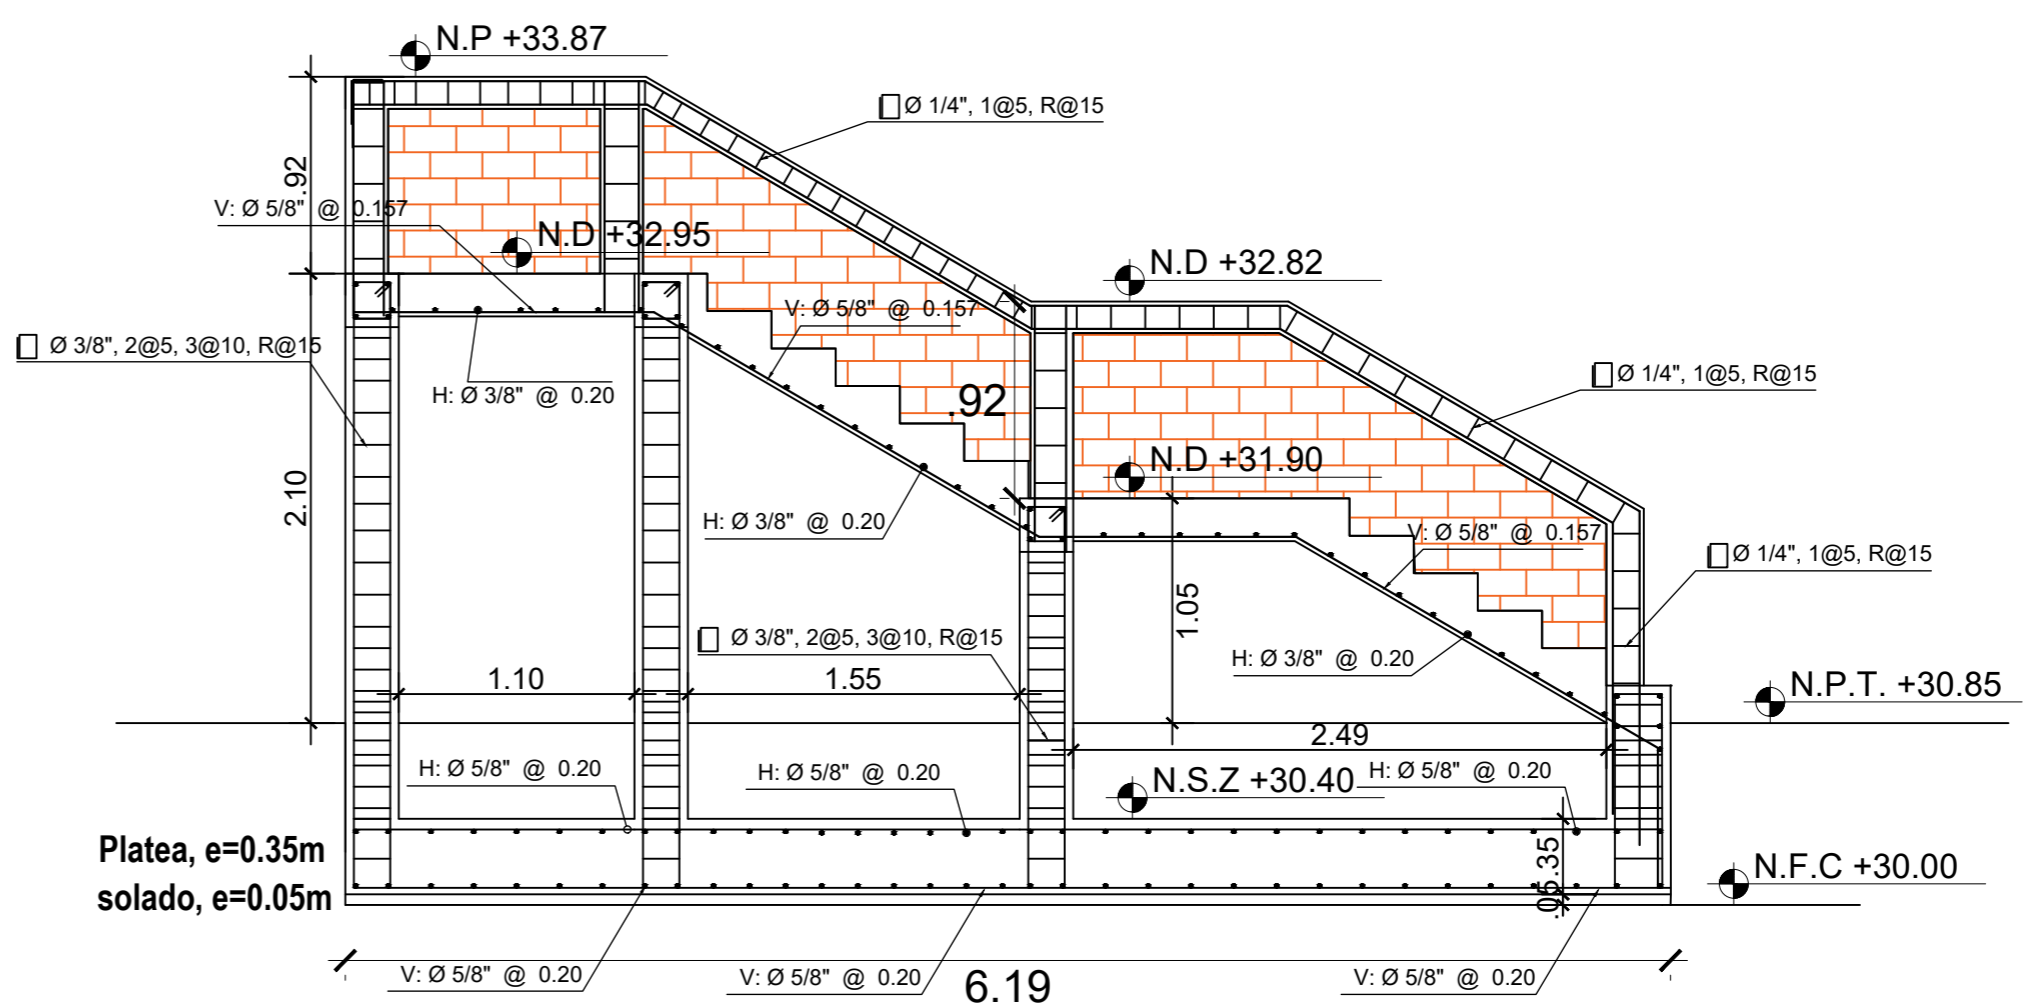 N.P +33.87
Ø 1/4", 1@5, R@15
.92
V: Ø 5/8" @ 0.157
N.D +32.95
N.D +32.82
V: Ø 5/8" @ 0.157
Ø 3/8", 2@5, 3@10, R@15
Ø 1/4", 1@5, R@15
H: Ø 3/8" @ 0.20
.92
N.D +31.90
2.10
H: Ø 3/8" @ 0.20
V: Ø 5/8" @ 0.157
Ø 1/4", 1@5, R@15
1.05
Ø 3/8", 2@5, 3@10, R@15
H: Ø 3/8" @ 0.20
1.10
1.55
N.P.T. +30.85
2.49
H: Ø 5/8" @ 0.20
H: Ø 5/8" @ 0.20
N.S.Z +30.40
H: Ø 5/8" @ 0.20
Platea, e=0.35m
solado, e=0.05m
.35
.05
N.F.C +30.00
V: Ø 5/8" @ 0.20
V: Ø 5/8" @ 0.20
6.19
V: Ø 5/8" @ 0.20